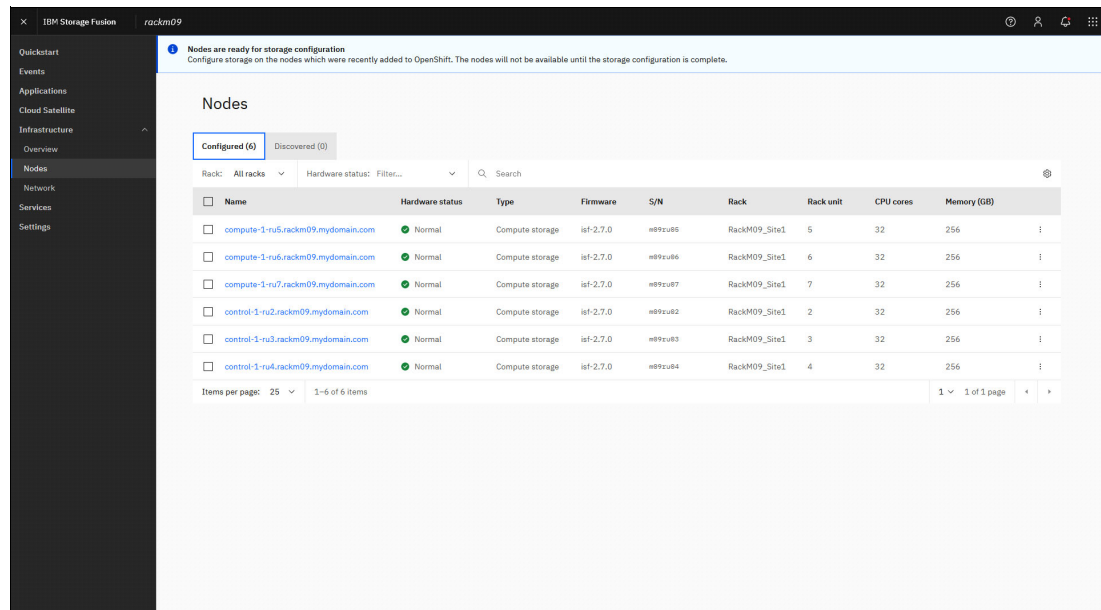 IBM Storage Fusion rackm09
Quickstart
Events
Applications
Cloud Satellite
Infrastructure
Overview
Nodes
Network
Services
Settings
Nodes are ready for storage configuration
Configure storage on the nodes which were recently added to OpenShift. The nodes will not be available until the storage configuration is complete.
Nodes
Configured (6) Discovered (0)
Rack: All racks Hardware status: Filter... Search
Name Hardware status Type Firmware S/N Rack Rack unit CPU cores Memory (GB)
compute-1-ru5.rackm09.mydomain.com Normal Compute storage isf-2.7.0 m09ru05 RackM09_Site1 5 32 256
compute-1-ru6.rackm09.mydomain.com Normal Compute storage isf-2.7.0 m09ru06 RackM09_Site1 6 32 256
compute-1-ru7.rackm09.mydomain.com Normal Compute storage isf-2.7.0 m09ru07 RackM09_Site1 7 32 256
control-1-ru2.rackm09.mydomain.com Normal Compute storage isf-2.7.0 m09ru02 RackM09_Site1 2 32 256
control-1-ru3.rackm09.mydomain.com Normal Compute storage isf-2.7.0 m09ru03 RackM09_Site1 3 32 256
control-1-ru4.rackm09.mydomain.com Normal Compute storage isf-2.7.0 m09ru04 RackM09_Site1 4 32 256
Items per page: 25 1–6 of 6 items 1 1 of 1 page